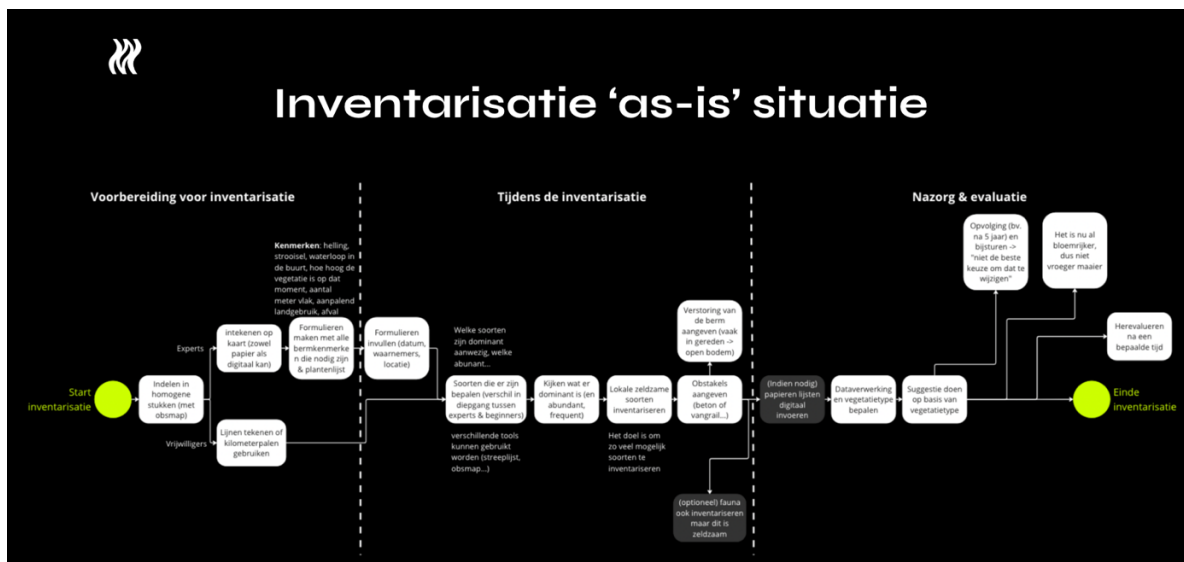 Inventarisatie ‘as-is’ situatie
Voorbereiding voor inventarisatie
Kenmerken: helling,
strooisel, waterloop in
de buurt, hoe hoog de
vegetatie is op dat
moment, aantal
meter vlak, aanpalend
landgebruik, afval
Start
inventarisatie
Indelen in
homogene
stukken (met
obsmap)
Experts
intekenen op
kaart (zowel
papier als
digitaal kan)
Formulieren
maken met alle
bermkenmerke
n die nodig zijn
& plantenlijst
Vrijwilligers
Lijnen tekenen of
kilometerpalen
gebruiken
Tijdens de inventarisatie
Formulieren
invullen (datum,
waarnemers,
locatie)
Welke soorten
zijn dominant
aanwezig, welke
abunant...
Soorten die er zijn
bepalen (verschil in
diepgang tussen
experts & beginners)
verschillende tools
kunnen gebruikt
worden (streeplijst,
obsmap...)
Kijken wat er
dominant is (en
abundant,
frequent)
Lokale zeldzame
soorten
inventariseren
Het doel is om
zo veel mogelijk
soorten te
inventariseren
Verstoring van
de berm
aangeven (vaak
in gereden ->
open bodem)
Obstakels
aangeven
(beton of
vangrail...)
(optioneel) fauna
ook inventariseren
maar dit is
zeldzaam
Nazorg & evaluatie
(Indien nodig)
papieren lijsten
digitaal
invoeren
Dataverwerking
en vegetatietype
bepalen
Suggestie doen
op basis van
vegetatietype
Opvolging (bv.
na 5 jaar) en
bijsturen ->
"niet de beste
keuze om dat te
wijzigen"
Het is nu al
bloemrijker,
dus niet
vroeger maaier
Herevalueren
na een
bepaalde tijd
Einde
inventarisatie